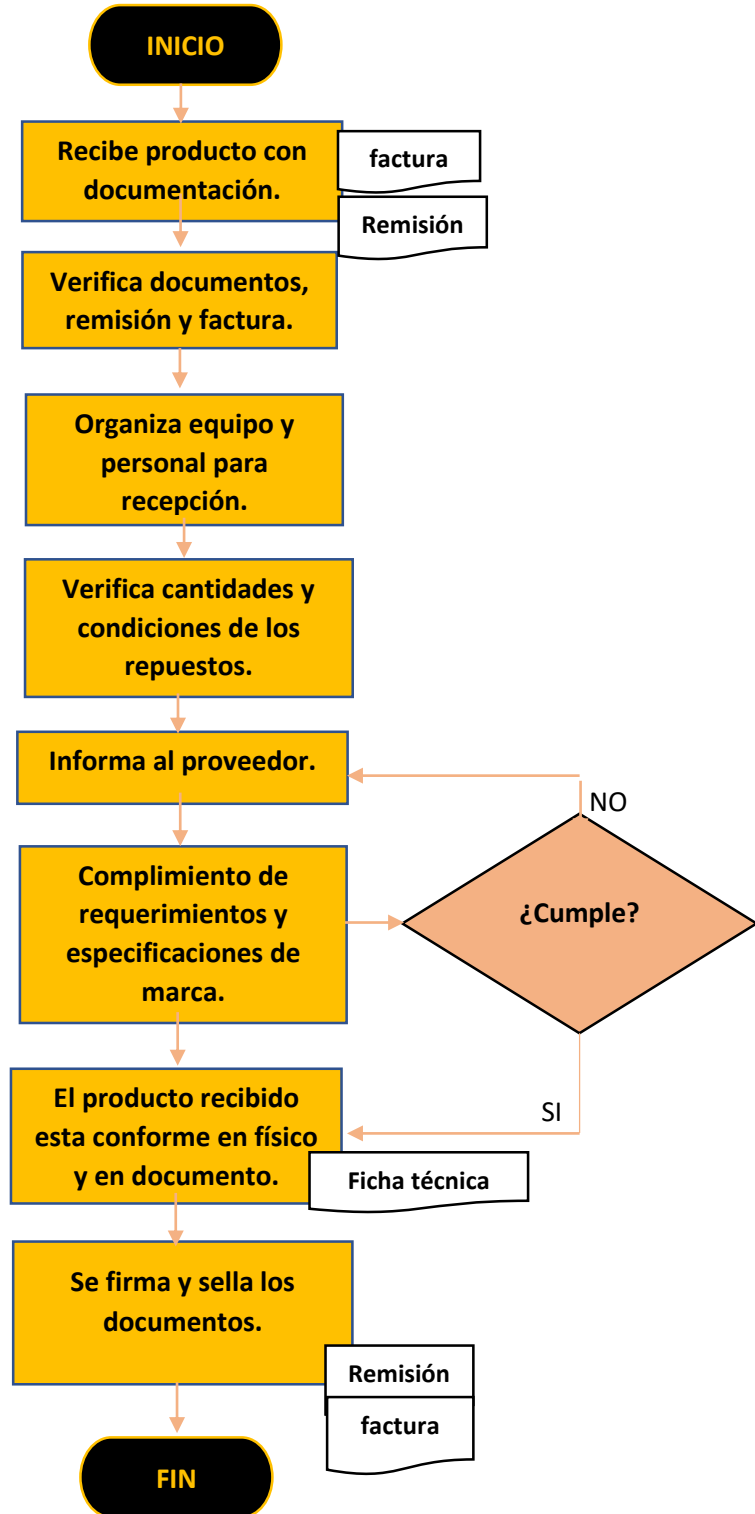 INICIO
Recibe producto con
documentación.
factura
Remisión
Verifica documentos,
remisión y factura.
Organiza equipo y
personal para
recepción.
Verifica cantidades y
condiciones de los
repuestos.
Informa al proveedor.
NO
Complimiento de
requerimientos y
especificaciones de
marca.
¿Cumple?
El producto recibido
esta conforme en físico
y en documento.
SI
Ficha técnica
Se firma y sella los
documentos.
Remisión
factura
FIN